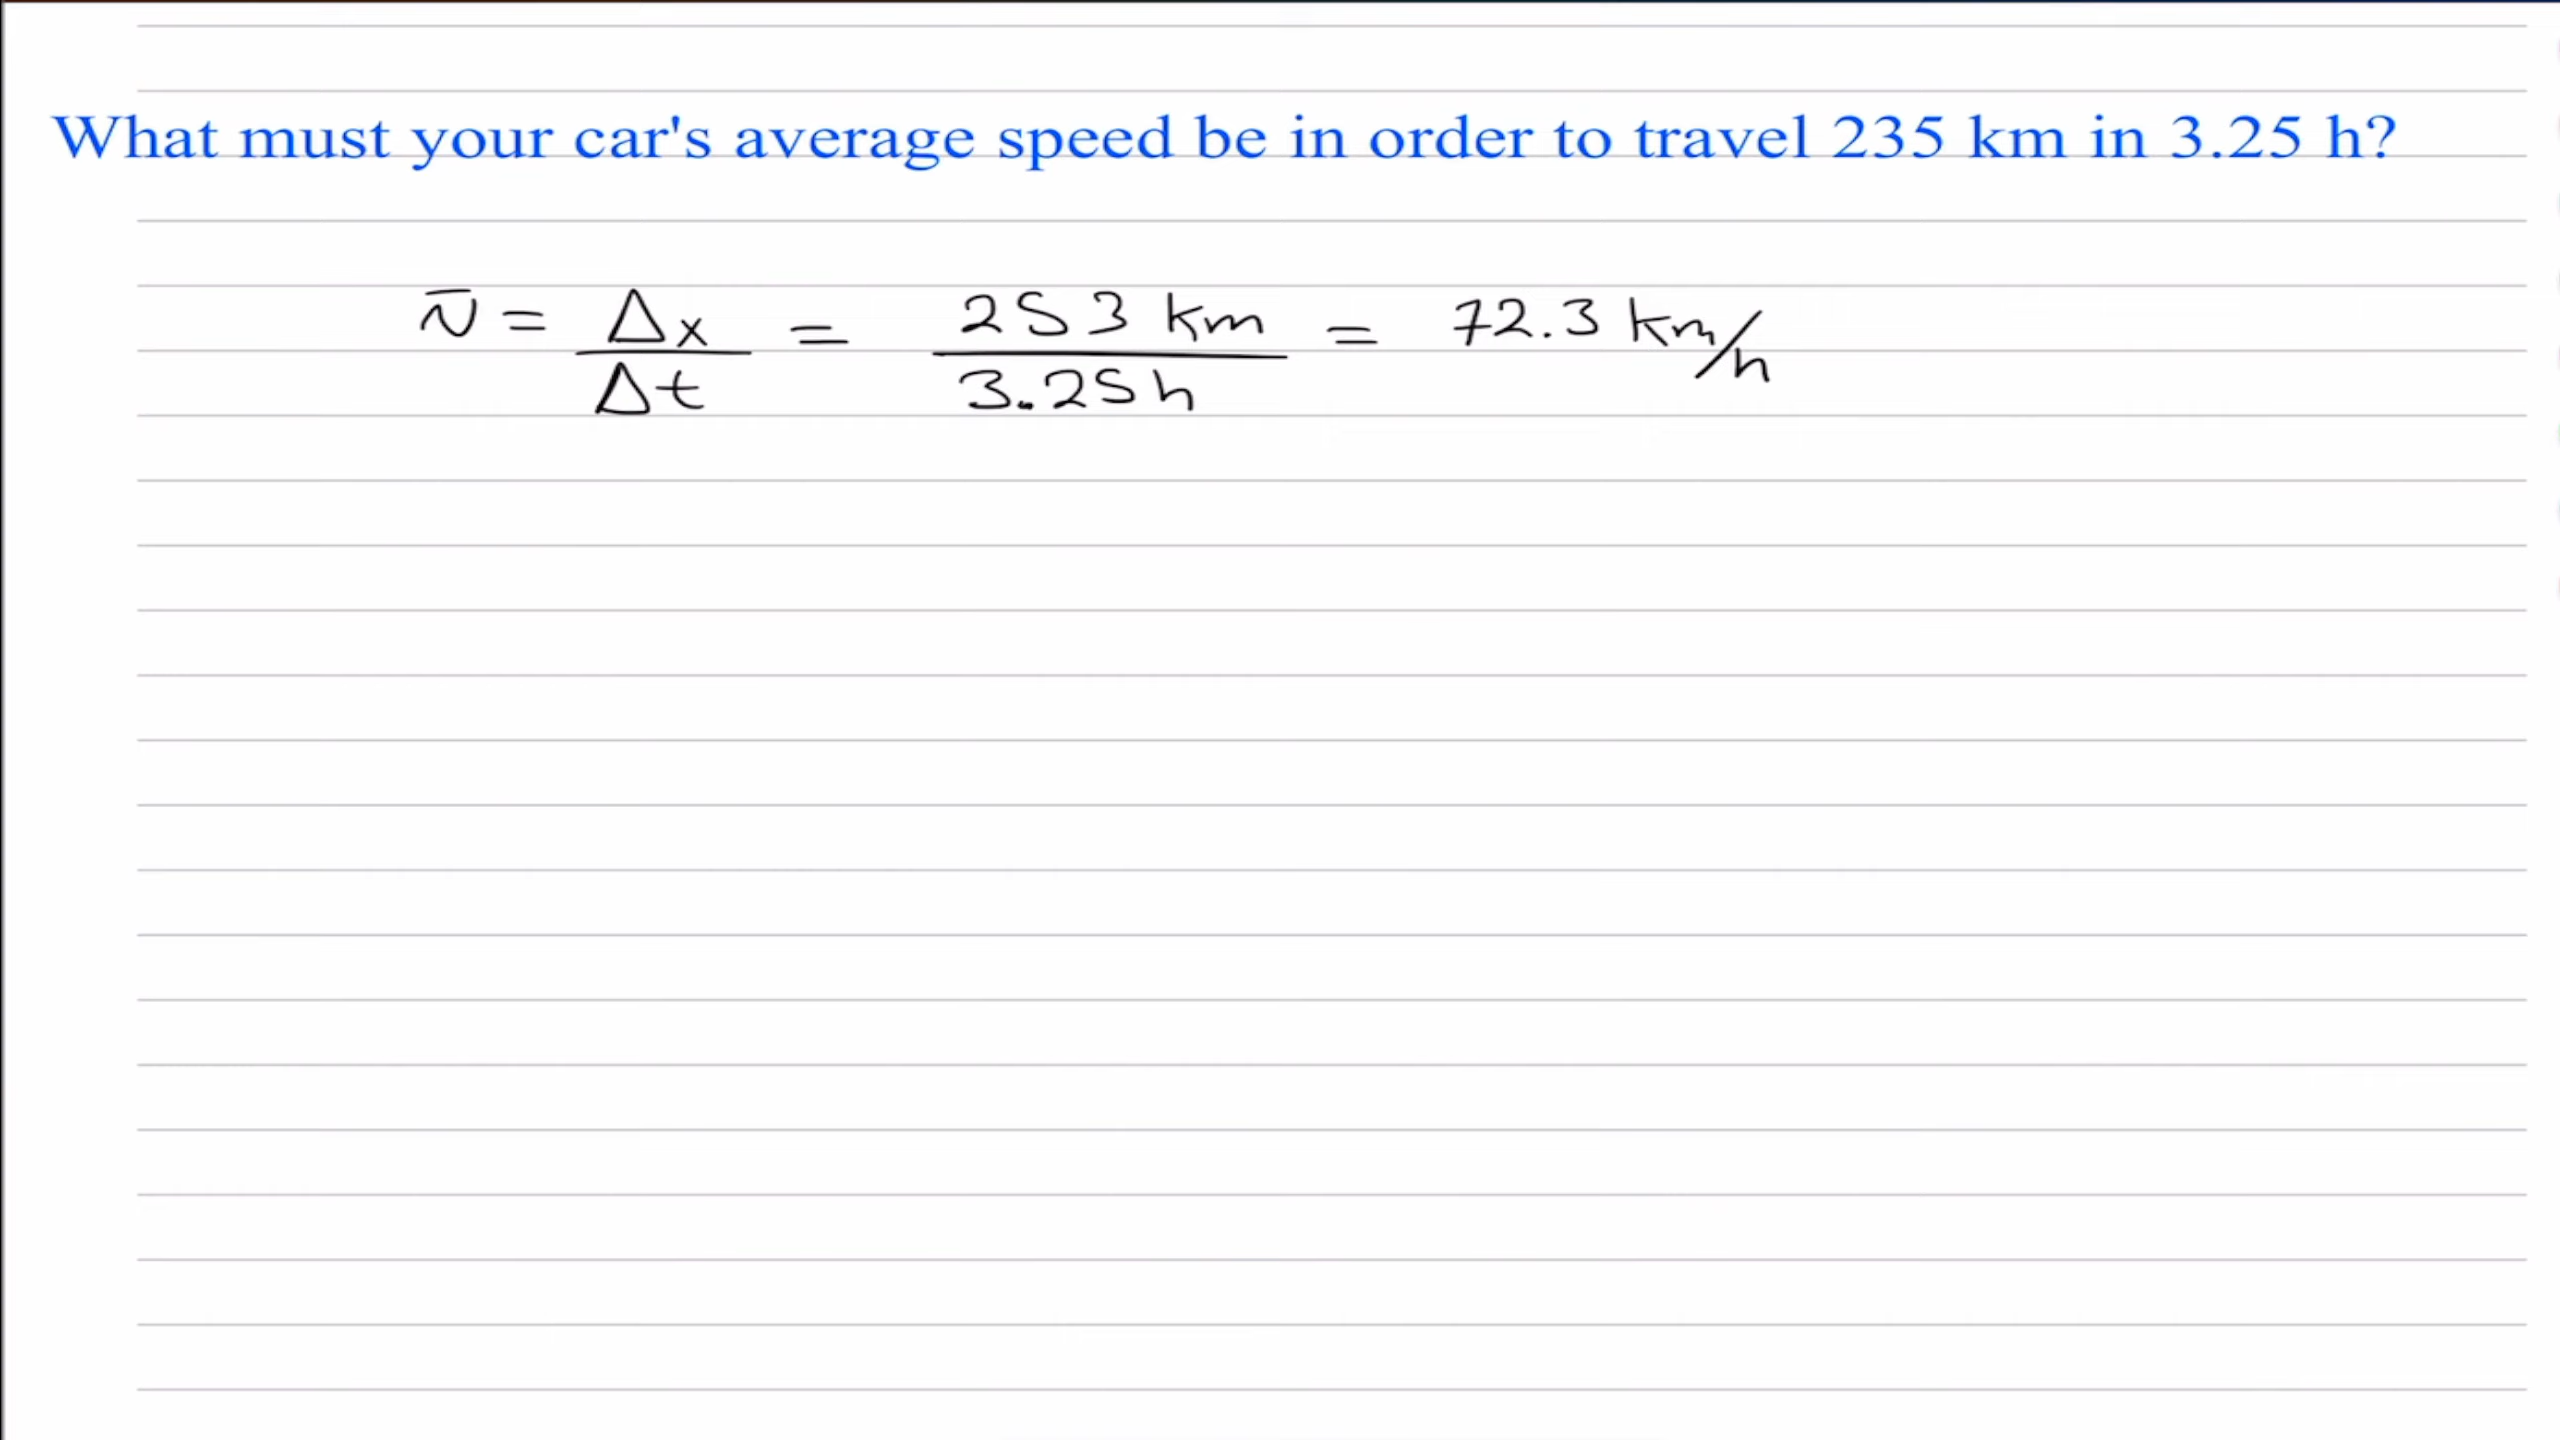 What must your car's average speed be in order to travel 235 km in 3.25 h?
v̄ = Δx / Δt = 253 km / 3.25 h = 72.3 km/h